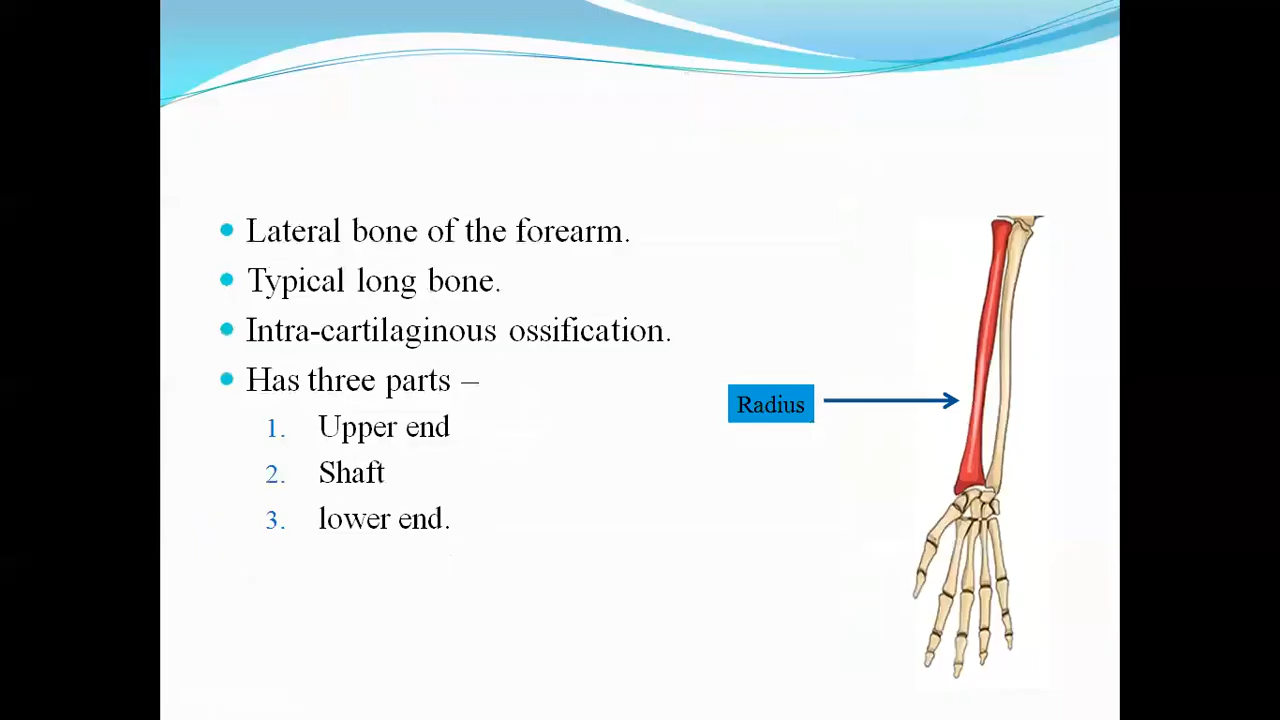 Lateral bone of the forearm.
Typical long bone.
Intra-cartilaginous ossification.
Has three parts –
1. Upper end
2. Shaft
3. lower end.
Radius